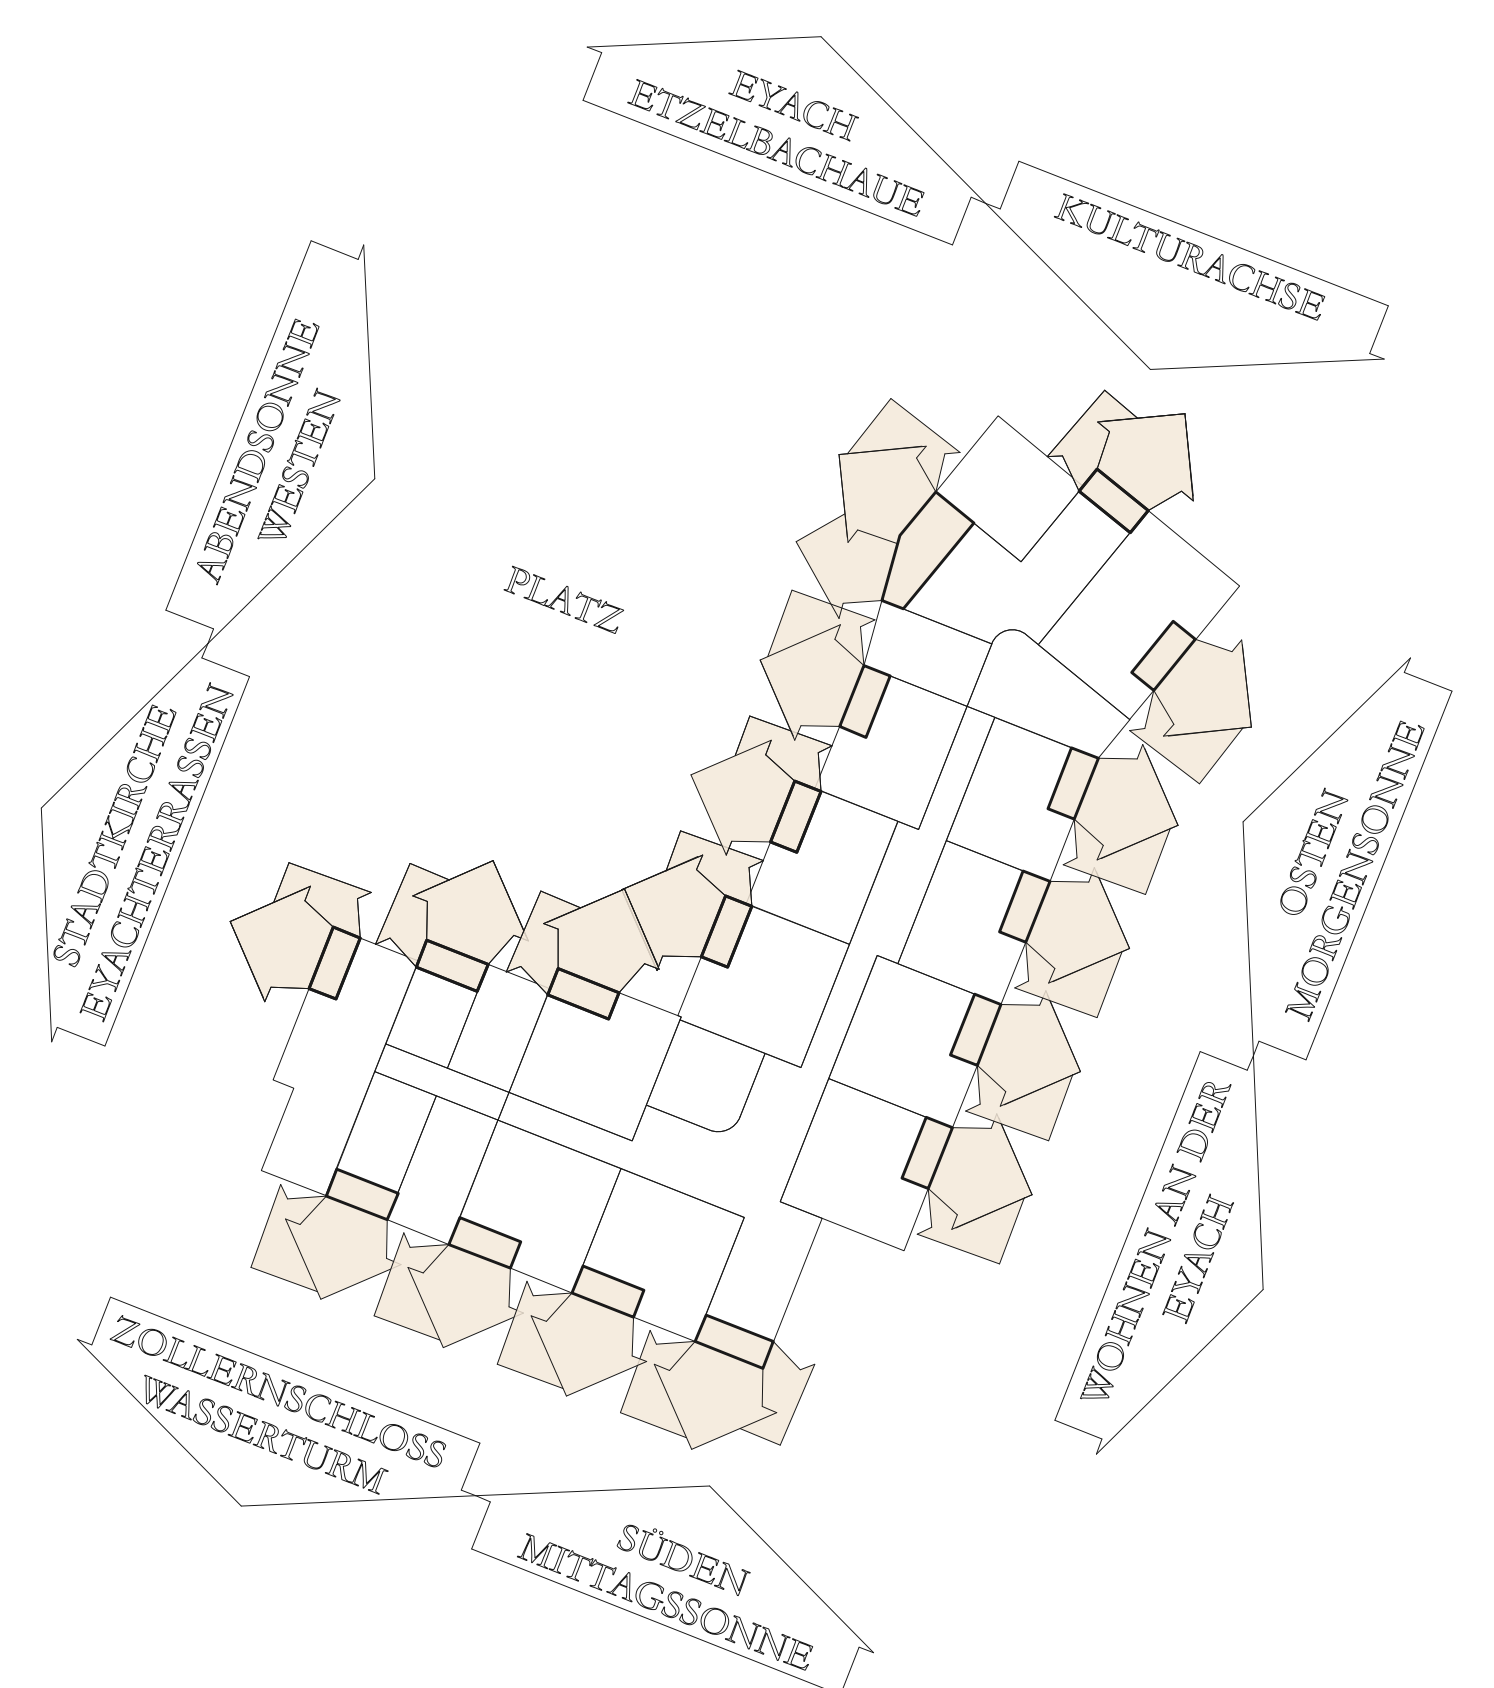 EYACH
ETZELBACHAUE
KULTURACHSE
ABENDSONNE
WESTEN
PLATZ
STADTKIRCHE
EYACHTERRASSEN
OSTEN
MORGENSONNE
WOHNEN AN DER
EYACH
ZOLLERNSCHLOSS
WASSERTURM
SÜDEN
MITTAGSSONNE